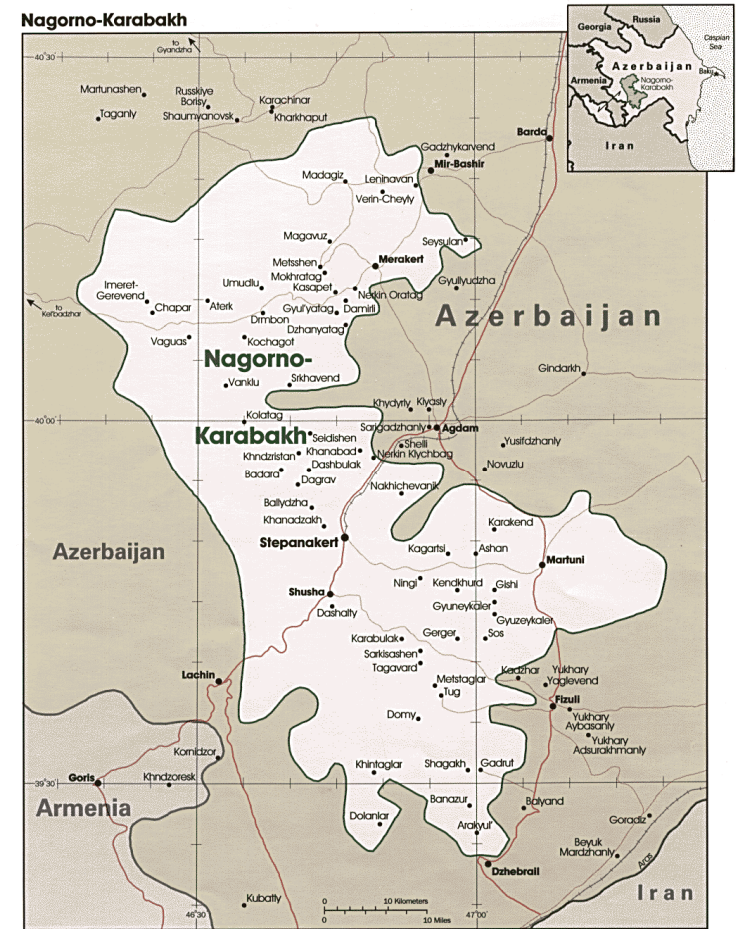 Nagorno-Karabakh
Georgia
Russia
Caspian
Sea
Azerbaijan
Baku
Armenia
Nagorno-
Karabakh
Iran
to
Gyandzha
40°30'
Martunashen
Russkiye
Borisy
Karachinar
Taganly
Shaumyanovsk
Kharkhaput
Barda
Gadzhykarvend
Mir-Bashir
Madagiz
Leninavan
Verin-Cheyly
Magavuz
Seysulan
Metsshen
Merakert
Mokhratag
Imeret-
Gerevend
Umudlu
Kasapet
Nerkin Oratag
Gyullyudzha
to
Kel'badzhar
Chapar
Aterk
Gyul'yatag
Damirli
Drmbon
Dzhanyatag
Azerbaijan
Vaguas
Kochogot
Nagorno-
Gindarkh
Vanklu
Srkhavend
Khydyrly
Kiyasly
40°00'
Kolatag
Sarigadzhanly
Agdam
Karabakh
Seldishen
Shelli
Yusifdzhanly
Khndzristan
Khanabad
Nerkin Klychbag
Dashbulak
Novuzlu
Badara
Dagrav
Nakhichevanik
Ballydzha
Khanadzakh
Karakend
Stepanakert
Azerbaijan
Kagartsi
Ashan
Martuni
Ningi
Kendkhurd
Gishi
Shusha
Gyuneykaler
Dashalty
Gyuzeykaler
Karabulak
Gerger
Sos
Sarkisashen
Tagavard
Kadzhar
Yukhary
Yaglevend
Lachin
Metstaglar
Tug
Fizuli
Domy
Yukhary
Aybasanly
Yukhary
Adsurakhmanly
Kornidzor
Goris
Khndzoresk
Khintaglar
Shagakh
Gadrut
39°30'
Armenia
Banazur
Balyand
Dolanlar
Arakyul'
Goradiz
Beyuk
Mardzhanly
Dzhebrail
Aras
Iran
Kubatly
0
10 Kilometers
0
10 Miles
46°30'
47°00'